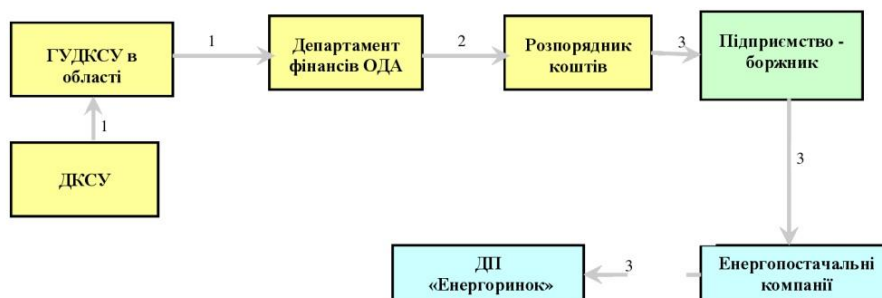 ГУДКСУ в
області
1
Департамент
фінансів ОДА
2
Розпорядник
коштів
3
Підприємство -
боржник
1
ДКСУ
3
ДП
«Енергоринок»
3
Енергопостачальні
компанії